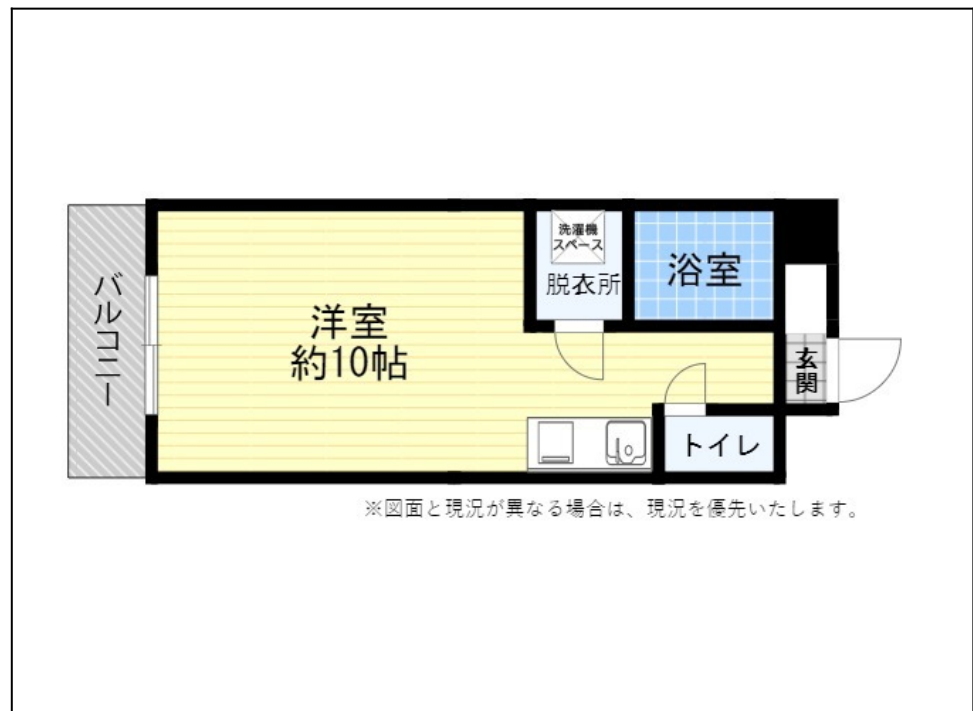 洗濯機
スペース
脱衣所
浴室
バルコニー
洋室
約10帖
玄関
トイレ
※図面と現況が異なる場合は、現況を優先いたします。